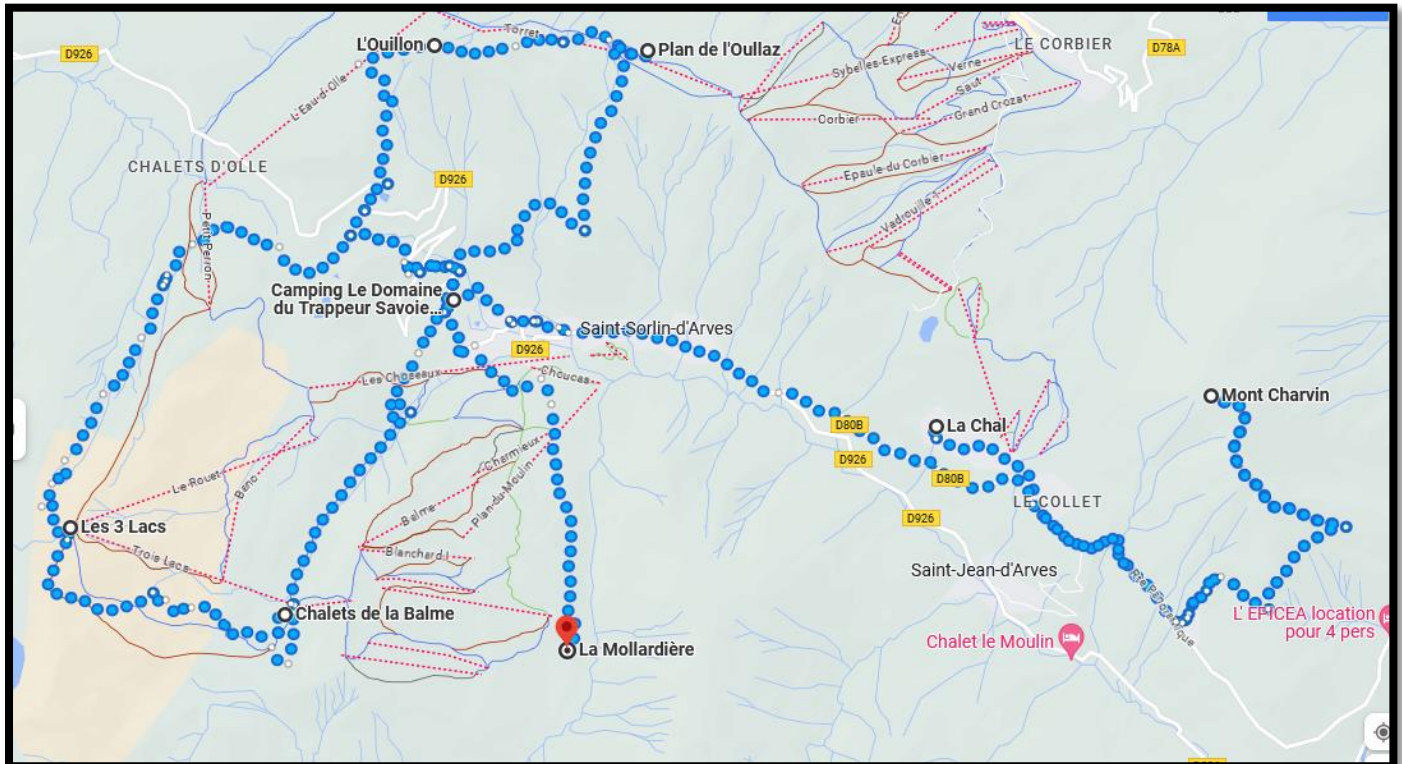 D926
L'Ouillon
Torret
Plan de l'Oullaz
LE CORBIER
D78A
Sybelles-Express
Verne
Saut
Grand Crozat
Corbier
L'Eau-d'Olle
CHALETS D'OLLE
D926
Epaule du Corbier
Vadrouille 1
Petit Perron
Camping Le Domaine
du Trappeur Savoie...
Saint-Sorlin-d'Arves
D926
Les Choseaux
Choucas
Mont Charvin
La Chal
D80B
D926
D80B
LE COLLET
D926
Charmieux
Le Rouet
Banc
Balme
Plan-du-Moulin
Les 3 Lacs
Trois Lacs
Blanchard I
Saint-Jean-d'Arves
Rte Panoramique
Chalets de la Balme
La Mollardière
Chalet le Moulin
L' EPICEA location
pour 4 pers